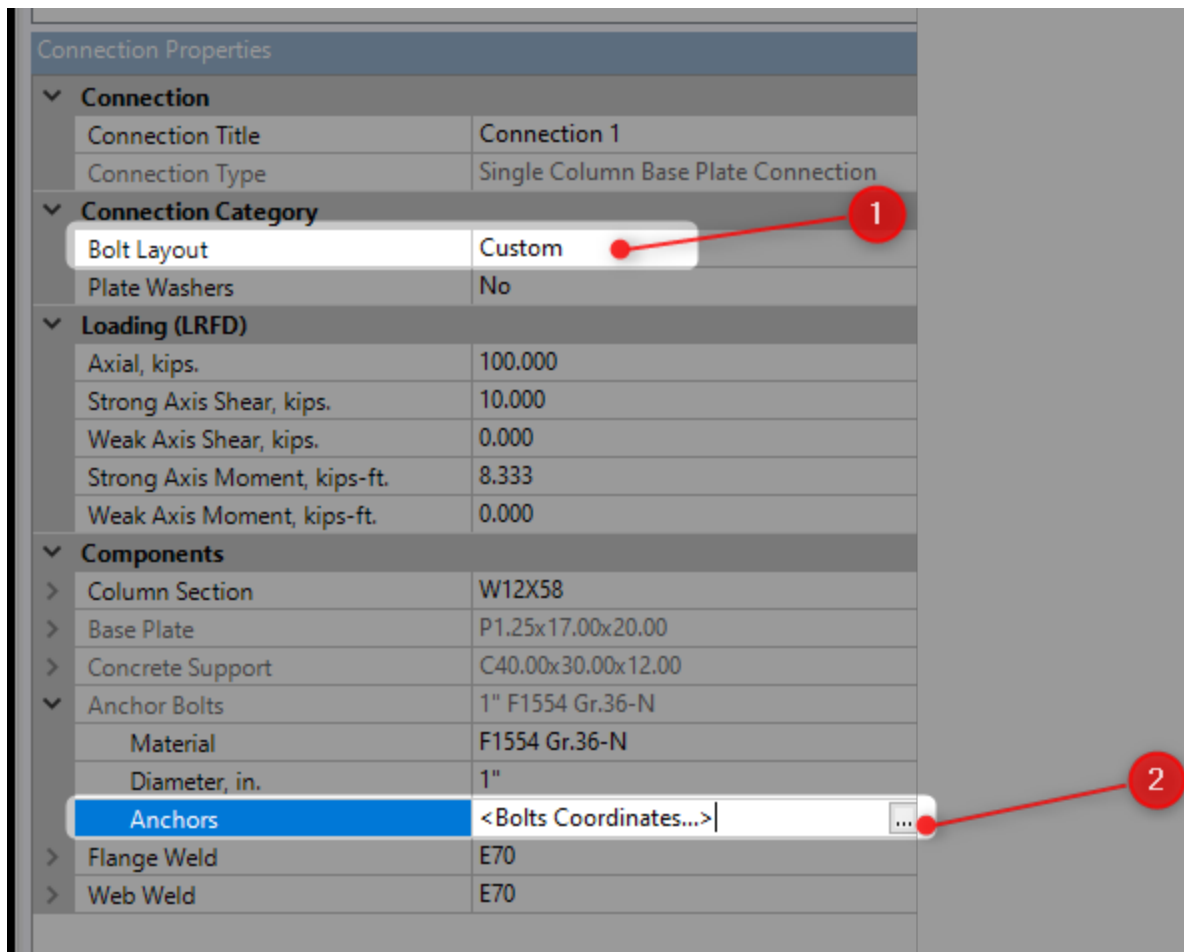 Connection Properties
Connection
Connection Title Connection 1
Connection Type Single Column Base Plate Connection
Connection Category
1
Bolt Layout Custom
Plate Washers No
Loading (LRFD)
Axial, kips. 100.000
Strong Axis Shear, kips. 10.000
Weak Axis Shear, kips. 0.000
Strong Axis Moment, kips-ft. 8.333
Weak Axis Moment, kips-ft. 0.000
Components
Column Section W12X58
Base Plate P1.25x17.00x20.00
Concrete Support C40.00x30.00x12.00
Anchor Bolts 1" F1554 Gr.36-N
Material F1554 Gr.36-N
Diameter, in. 1"
2
Anchors <Bolts Coordinates...> ...
Flange Weld E70
Web Weld E70